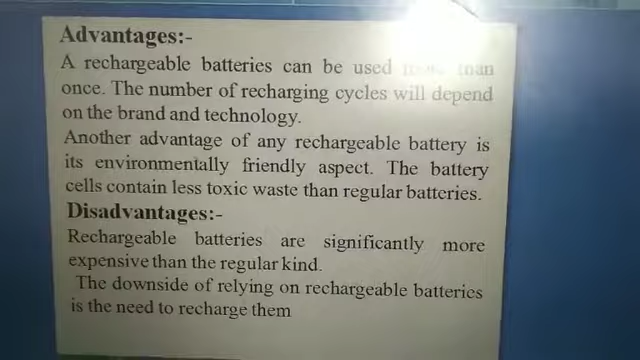 Advantages:-
A rechargeable batteries can be used more than
once. The number of recharging cycles will depend
on the brand and technology.
Another advantage of any rechargeable battery is
its environmentally friendly aspect. The battery
cells contain less toxic waste than regular batteries.
Disadvantages:-
Rechargeable batteries are significantly more
expensive than the regular kind.
The downside of relying on rechargeable batteries
is the need to recharge them